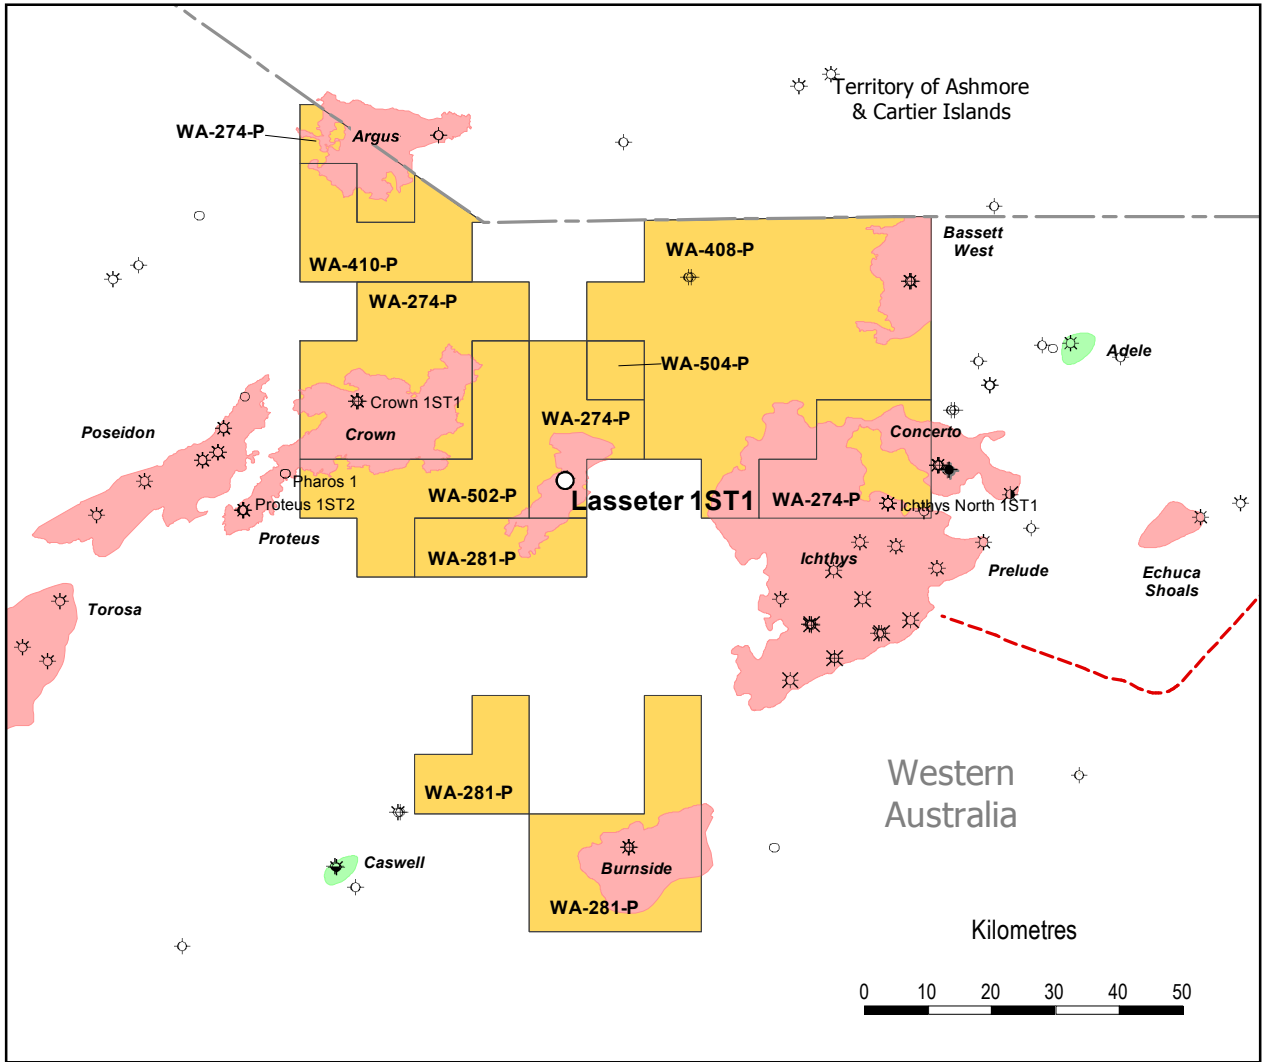 Territory of Ashmore
& Cartier Islands
WA-274-P
Argus
Bassett
West
WA-408-P
WA-410-P
WA-274-P
Adele
WA-504-P
Crown 1ST1
WA-274-P
Poseidon
Crown
Concerto
Pharos 1
WA-502-P
Lasseter 1ST1
WA-274-P
Proteus 1ST2
Ichthys North 1ST1
Proteus
WA-281-P
Ichthys
Prelude
Echuca
Shoals
Torosa
Western
Australia
WA-281-P
Caswell
Burnside
WA-281-P
Kilometres
0 10 20 30 40 50